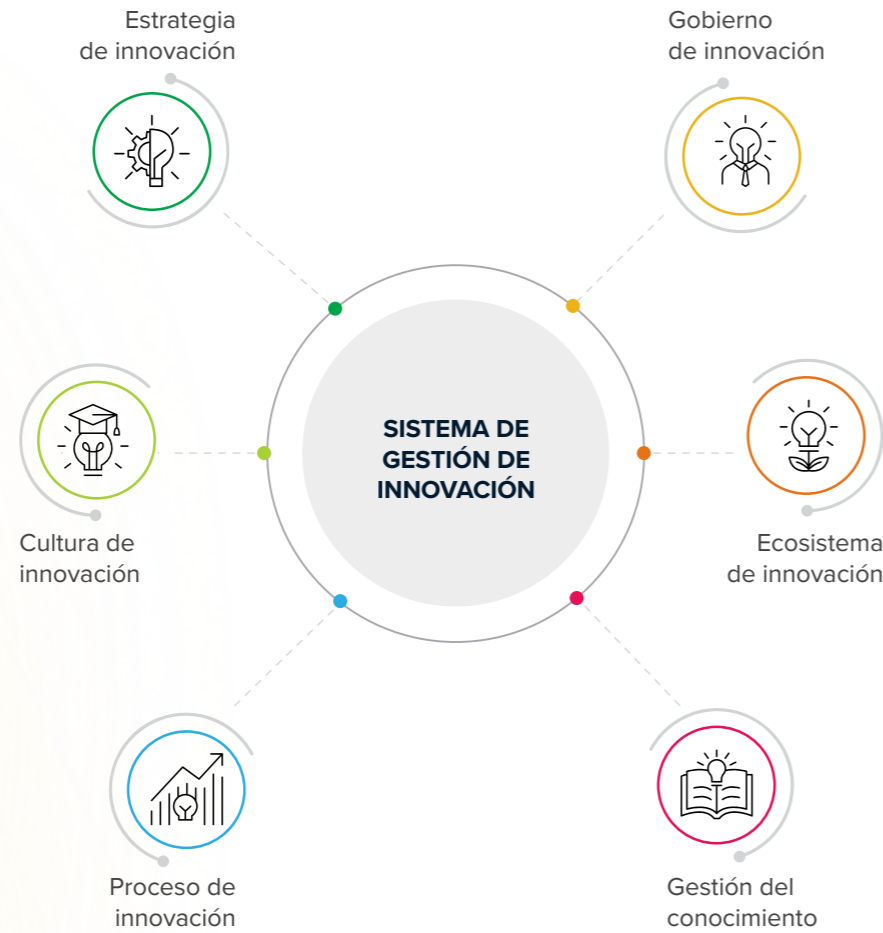 Estrategia
de innovación
Gobierno
de innovación
SISTEMA DE
GESTIÓN DE
INNOVACIÓN
Cultura de
innovación
Ecosistema
de innovación
Proceso de
innovación
Gestión del
conocimiento